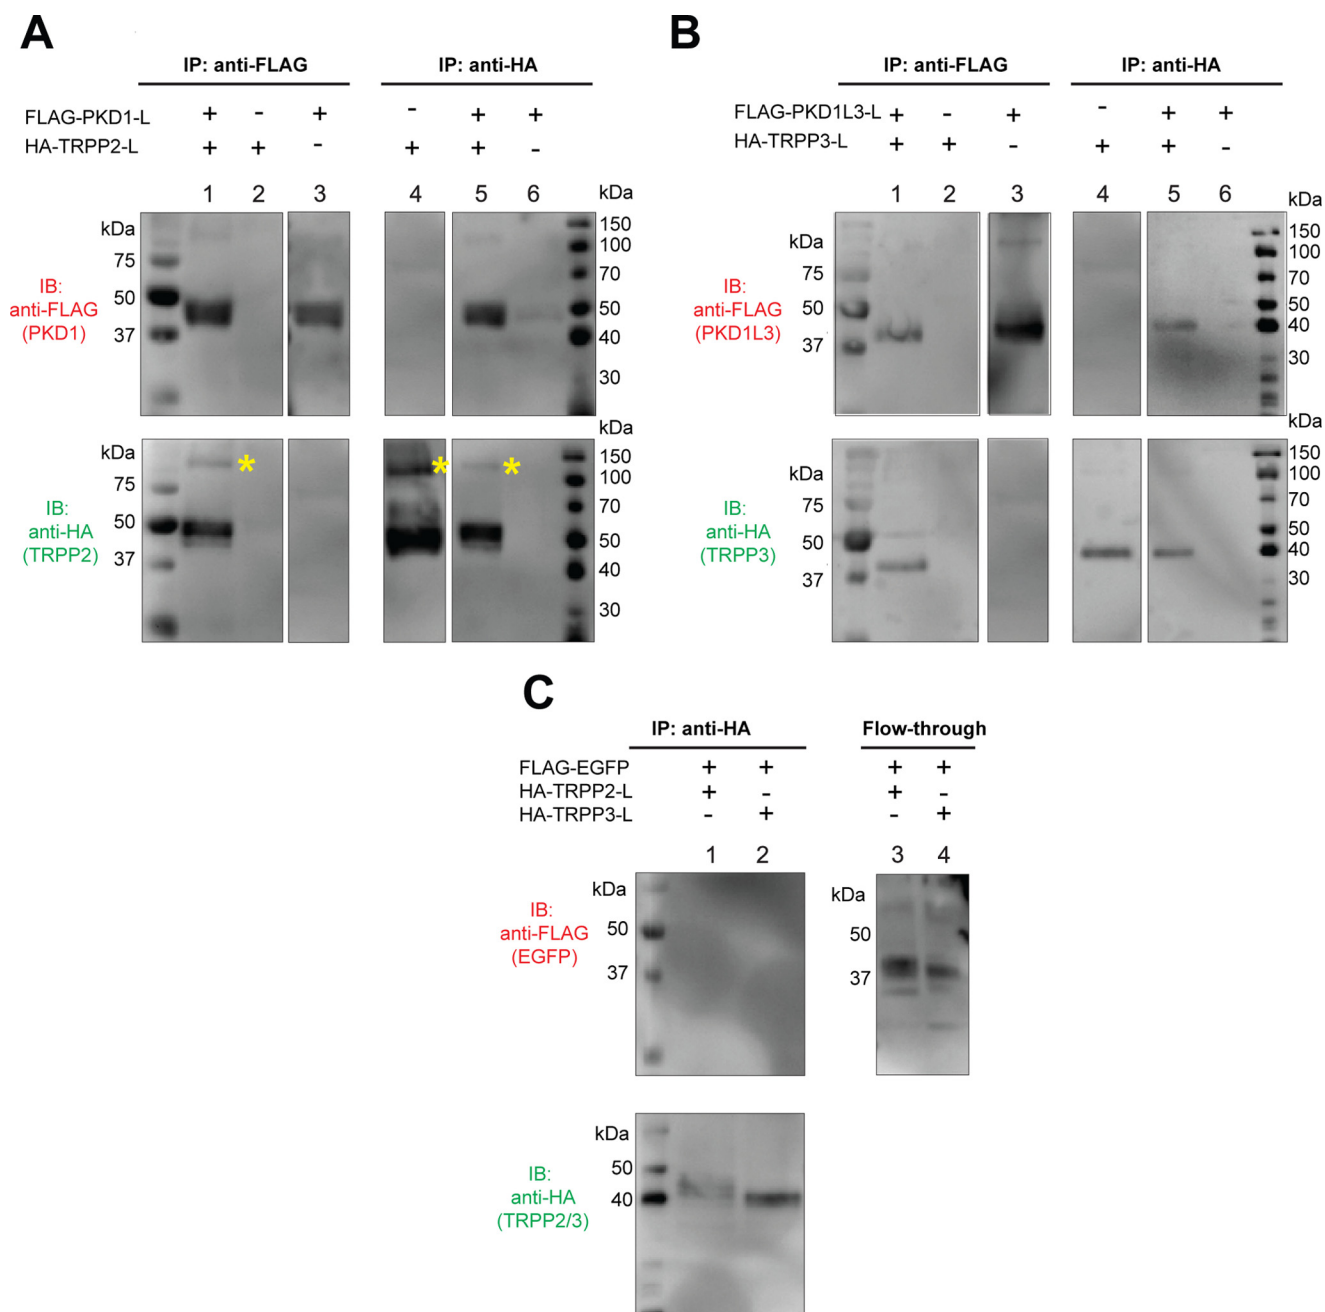 A
IP: anti-FLAG
IP: anti-HA
FLAG-PKD1-L + - + - + +
HA-TRPP2-L + + - + + -
1 2 3 4 5 6 kDa
kDa
75
50
37
IB:
anti-FLAG
(PKD1)
150
100
70
50
40
30
kDa
kDa
75
50
37
IB:
anti-HA
(TRPP2)
* * *
150
100
70
50
40
30
B
IP: anti-FLAG
IP: anti-HA
FLAG-PKD1L3-L + - + - + +
HA-TRPP3-L + + - + + -
1 2 3 4 5 6 kDa
kDa
75
50
37
IB:
anti-FLAG
(PKD1L3)
150
100
70
50
40
30
kDa
kDa
75
50
37
IB:
anti-HA
(TRPP3)
150
100
70
50
40
30
C
IP: anti-HA
Flow-through
FLAG-EGFP + + + +
HA-TRPP2-L + - + -
HA-TRPP3-L - + - +
1 2 3 4
kDa
50
37
IB:
anti-FLAG
(EGFP)
kDa
50
37
kDa
50
40
IB:
anti-HA
(TRPP2/3)